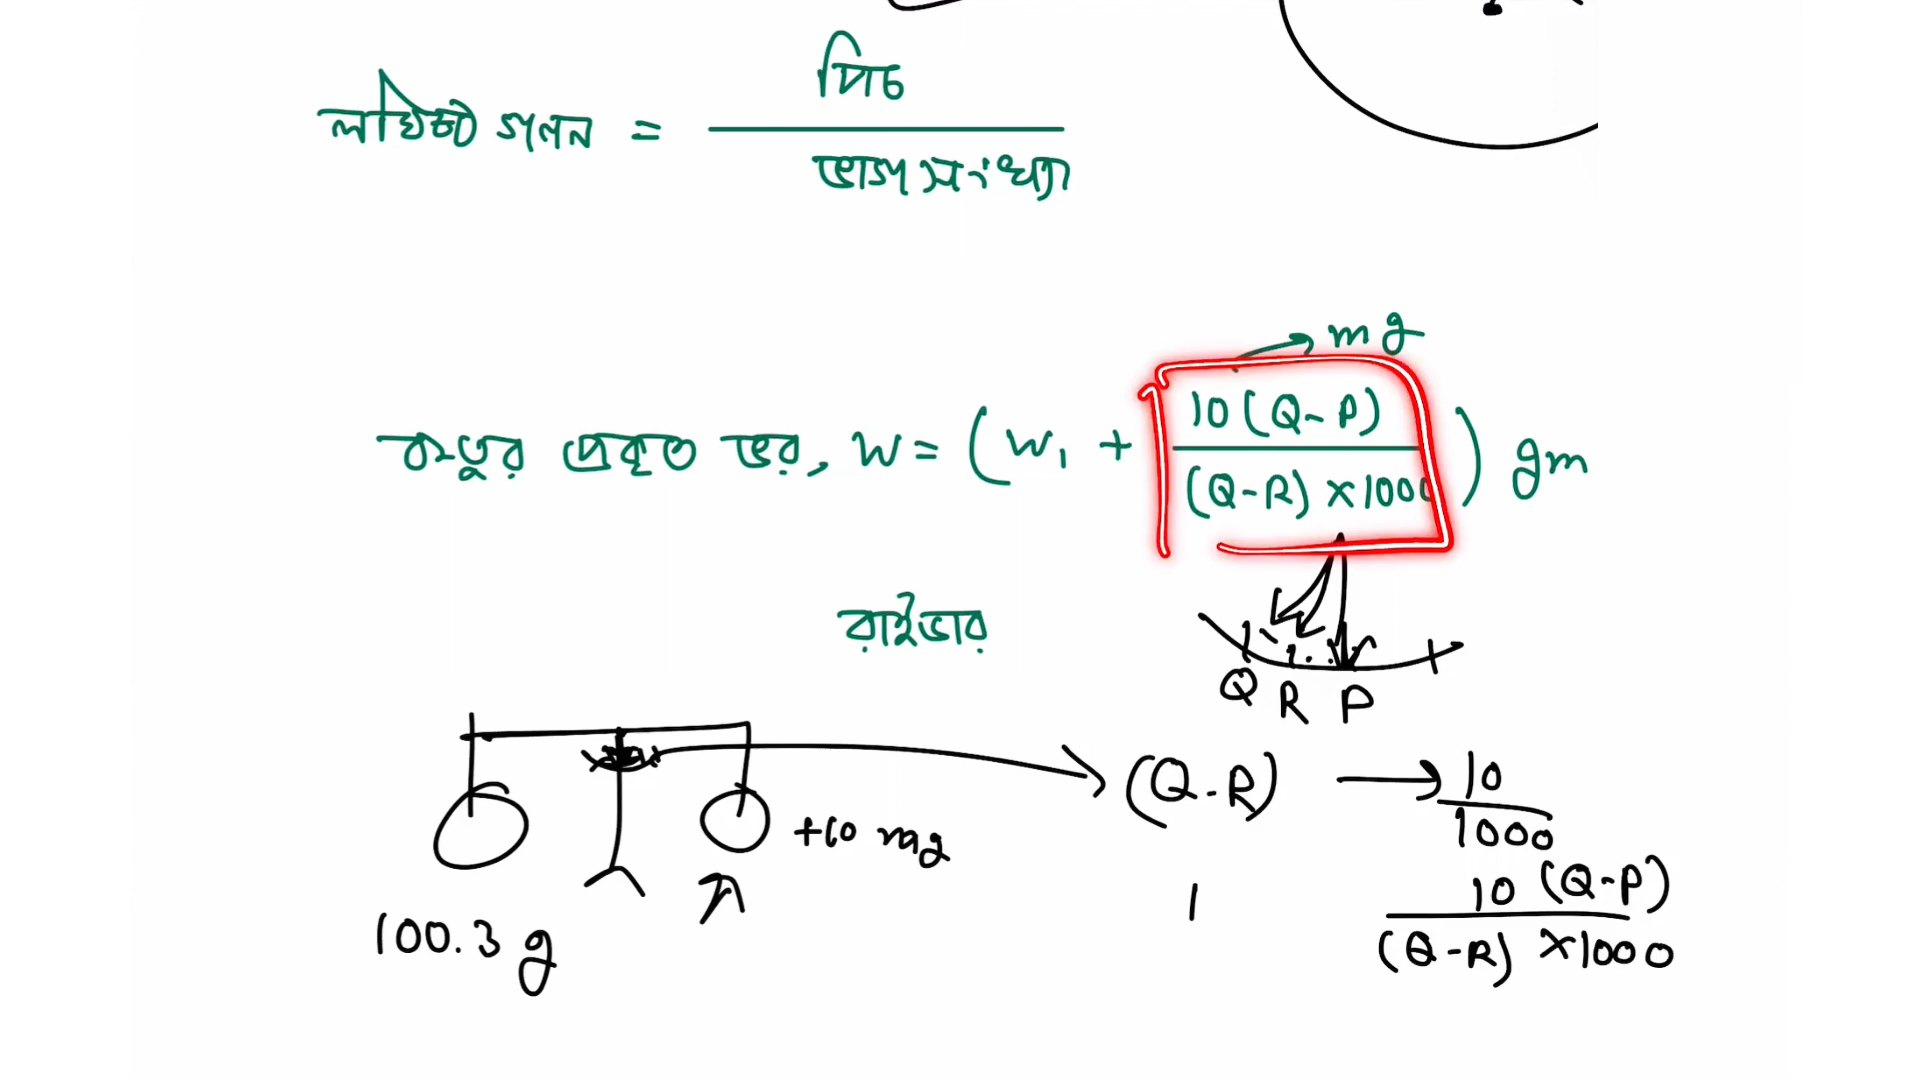 লঘিষ্ট গণন = পিচ / ভাগ সংখ্যা
mg
বস্তুর প্রকৃত ভর, W = (W₁ + 10(Q-P) / (Q-R) × 1000) gm
রাইডার
Q R P
(Q-R) → 10 / 1000
+10 mg
1 10 (Q-P) / (Q-R) × 1000
100.3 g